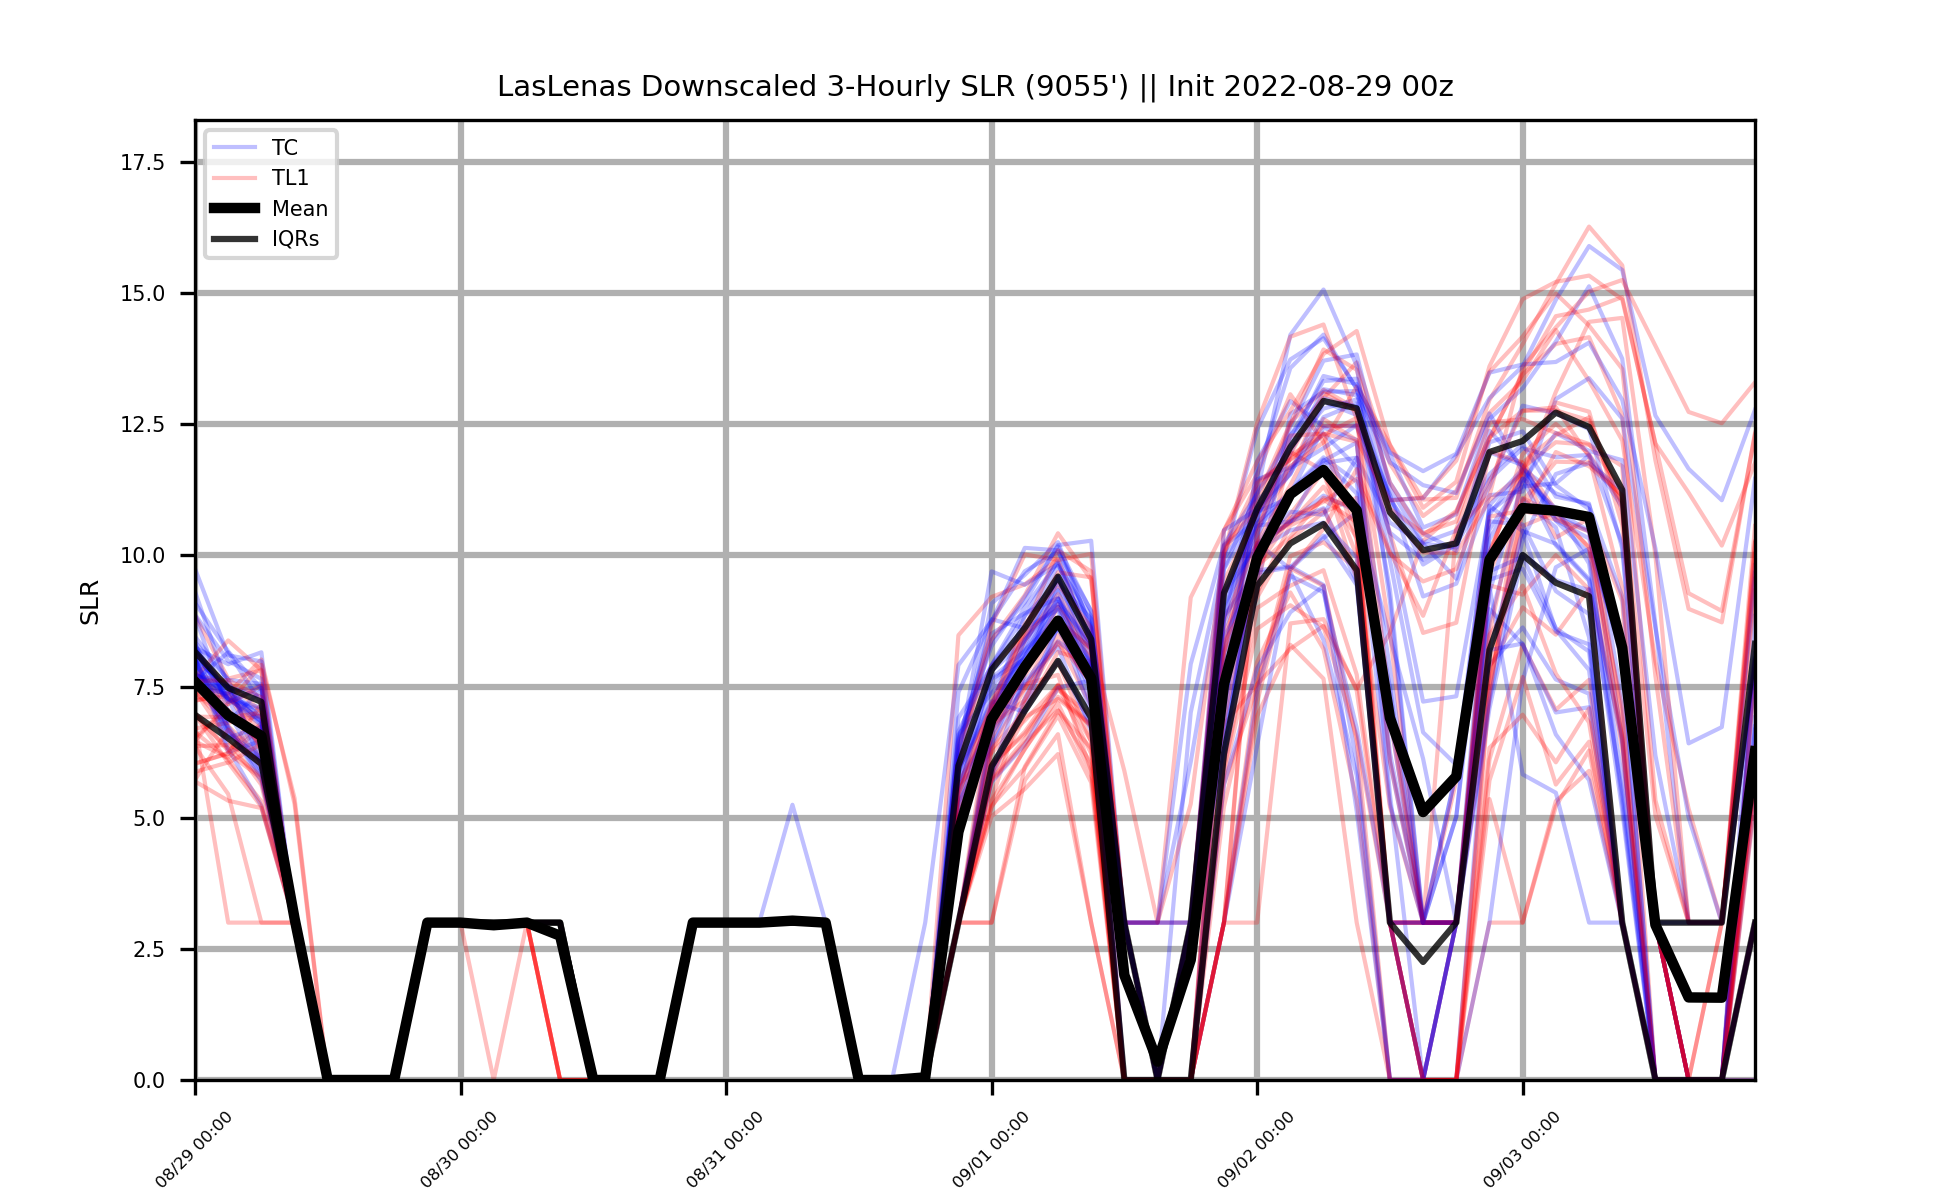 LasLenas Downscaled 3-Hourly SLR (9055') || Init 2022-08-29 00z
TC
TL1
Mean
IQRs
17.5
15.0
12.5
10.0
7.5
5.0
2.5
0.0
SLR
08/29 00:00
08/30 00:00
08/31 00:00
09/01 00:00
09/02 00:00
09/03 00:00